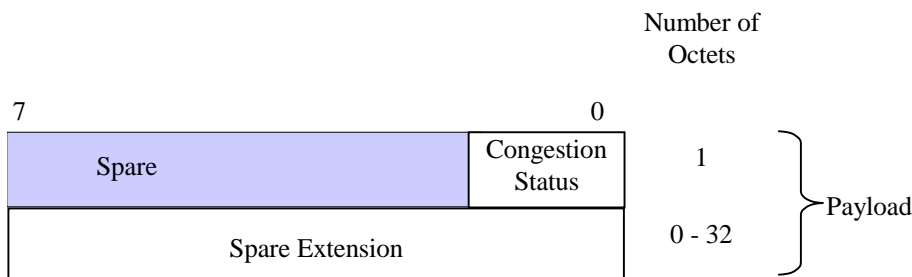 Number of
Octets
7 0
Spare
Congestion
Status
1
Payload
Spare Extension
0 - 32